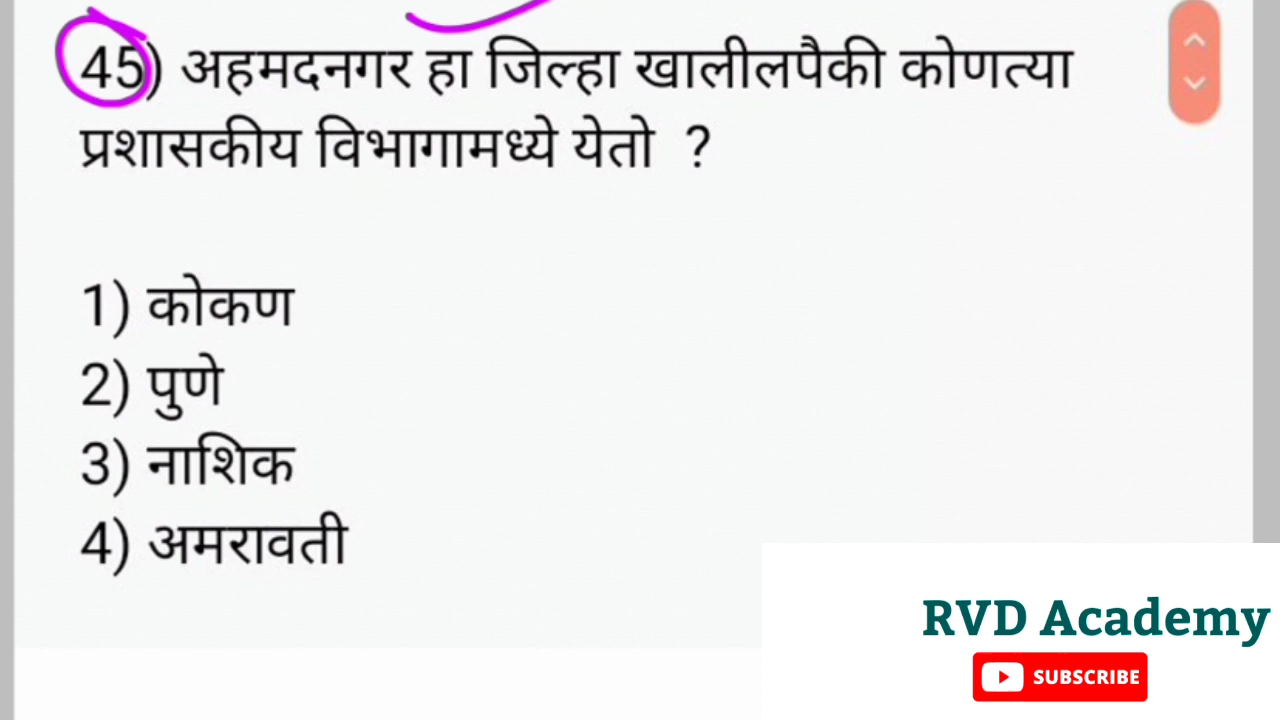 45) अहमदनगर हा जिल्हा खालीलपैकी कोणत्या
प्रशासकीय विभागामध्ये येतो ?
1) कोकण
2) पुणे
3) नाशिक
4) अमरावती
RVD Academy
SUBSCRIBE